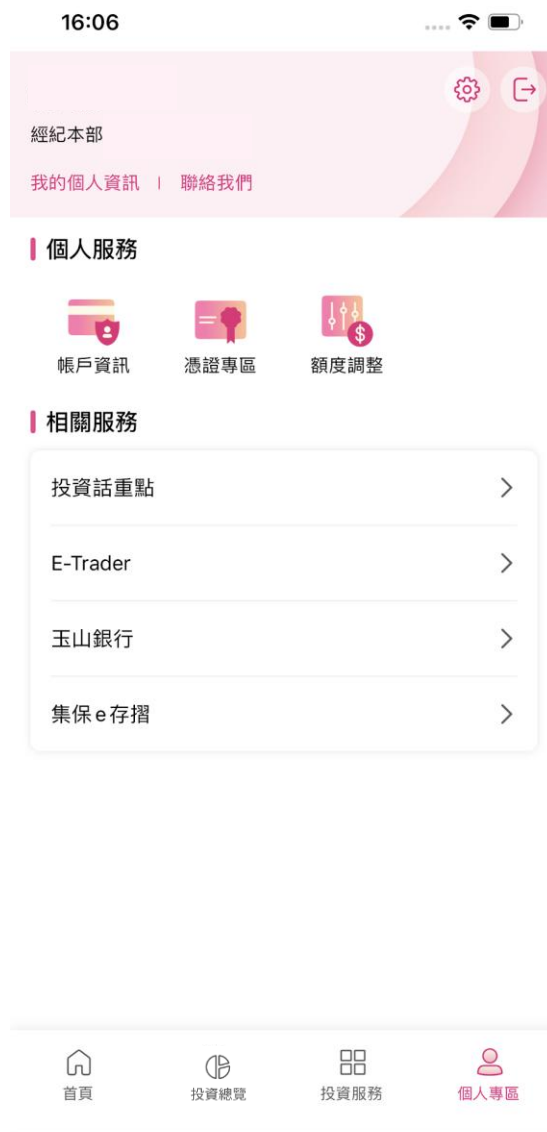 16:06
經紀本部
我的個人資訊 | 聯絡我們
個人服務
帳戶資訊 憑證專區 額度調整
相關服務
投資話重點
E-Trader
玉山銀行
集保e存摺
首頁 投資總覽 投資服務 個人專區